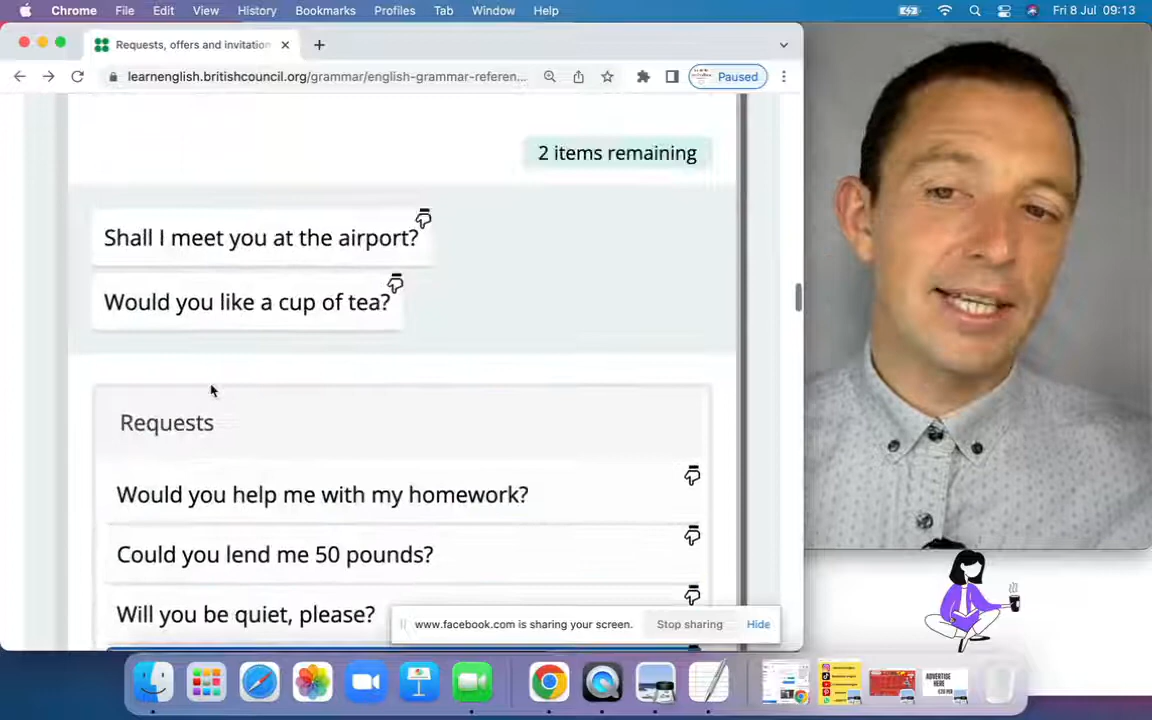 Chrome File Edit View History Bookmarks Profiles Tab Window Help Fri 8 Jul 09:13
Requests, offers and invitation
learnenglish.britishcouncil.org/grammar/english-grammar-referen... Paused
2 items remaining
Shall I meet you at the airport?
Would you like a cup of tea?
Requests
Would you help me with my homework?
Could you lend me 50 pounds?
Will you be quiet, please?
www.facebook.com is sharing your screen. Stop sharing Hide
ADVERTISE
HERE